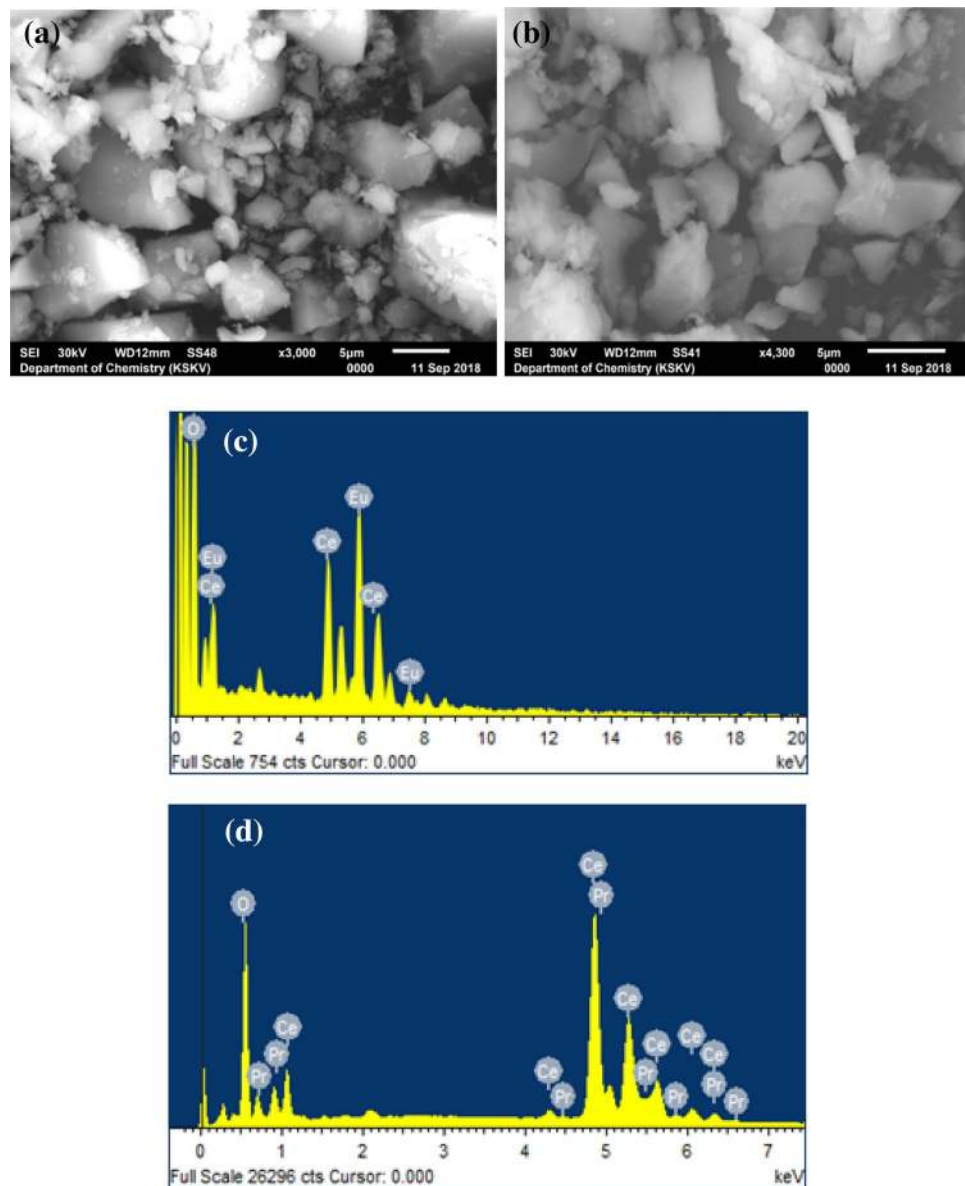 (a)
(b)
SEI 30kV WD12mm SS48 x3,000 5μm
Department of Chemistry (KSKV) 0000 11 Sep 2018
SEI 30kV WD12mm SS41 x4,300 5μm
Department of Chemistry (KSKV) 0000 11 Sep 2018
(c)
O
Eu
Ce
Ce
Eu
Ce
Eu
0 2 4 6 8 10 12 14 16 18 20
Full Scale 754 cts Cursor: 0.000 keV
(d)
O
Pr
Pr
Ce
Ce
Pr
Ce
Pr
Ce
Pr
Ce
Pr
Ce
Ce
Pr
Pr
0 1 2 3 4 5 6 7
Full Scale 26296 cts Cursor: 0.000 keV